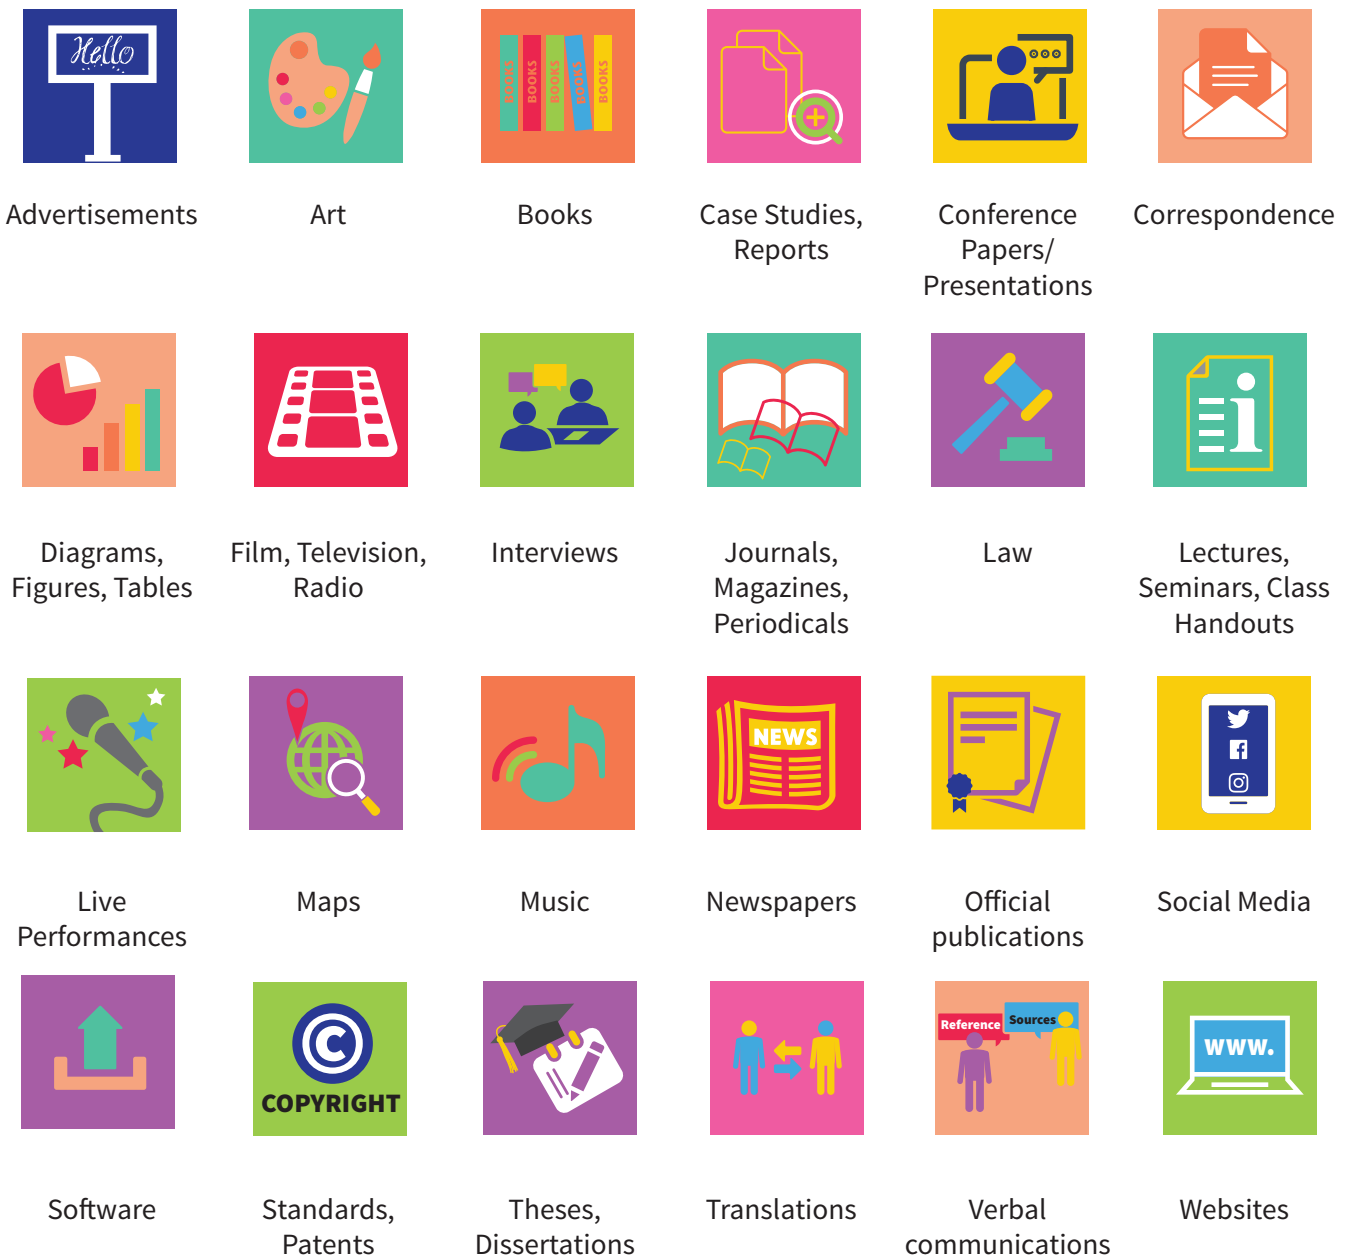 Hello
BOOKS
BOOKS
BOOKS
BOOKS
BOOKS
Advertisements
Art
Books
Case Studies,
Reports
Conference
Papers/
Presentations
Correspondence
Diagrams,
Figures, Tables
Film, Television,
Radio
Interviews
Journals,
Magazines,
Periodicals
Law
Lectures,
Seminars, Class
Handouts
NEWS
Live
Performances
Maps
Music
Newspapers
Official
publications
Social Media
COPYRIGHT
Reference
Sources
www.
Software
Standards,
Patents
Theses,
Dissertations
Translations
Verbal
communications
Websites